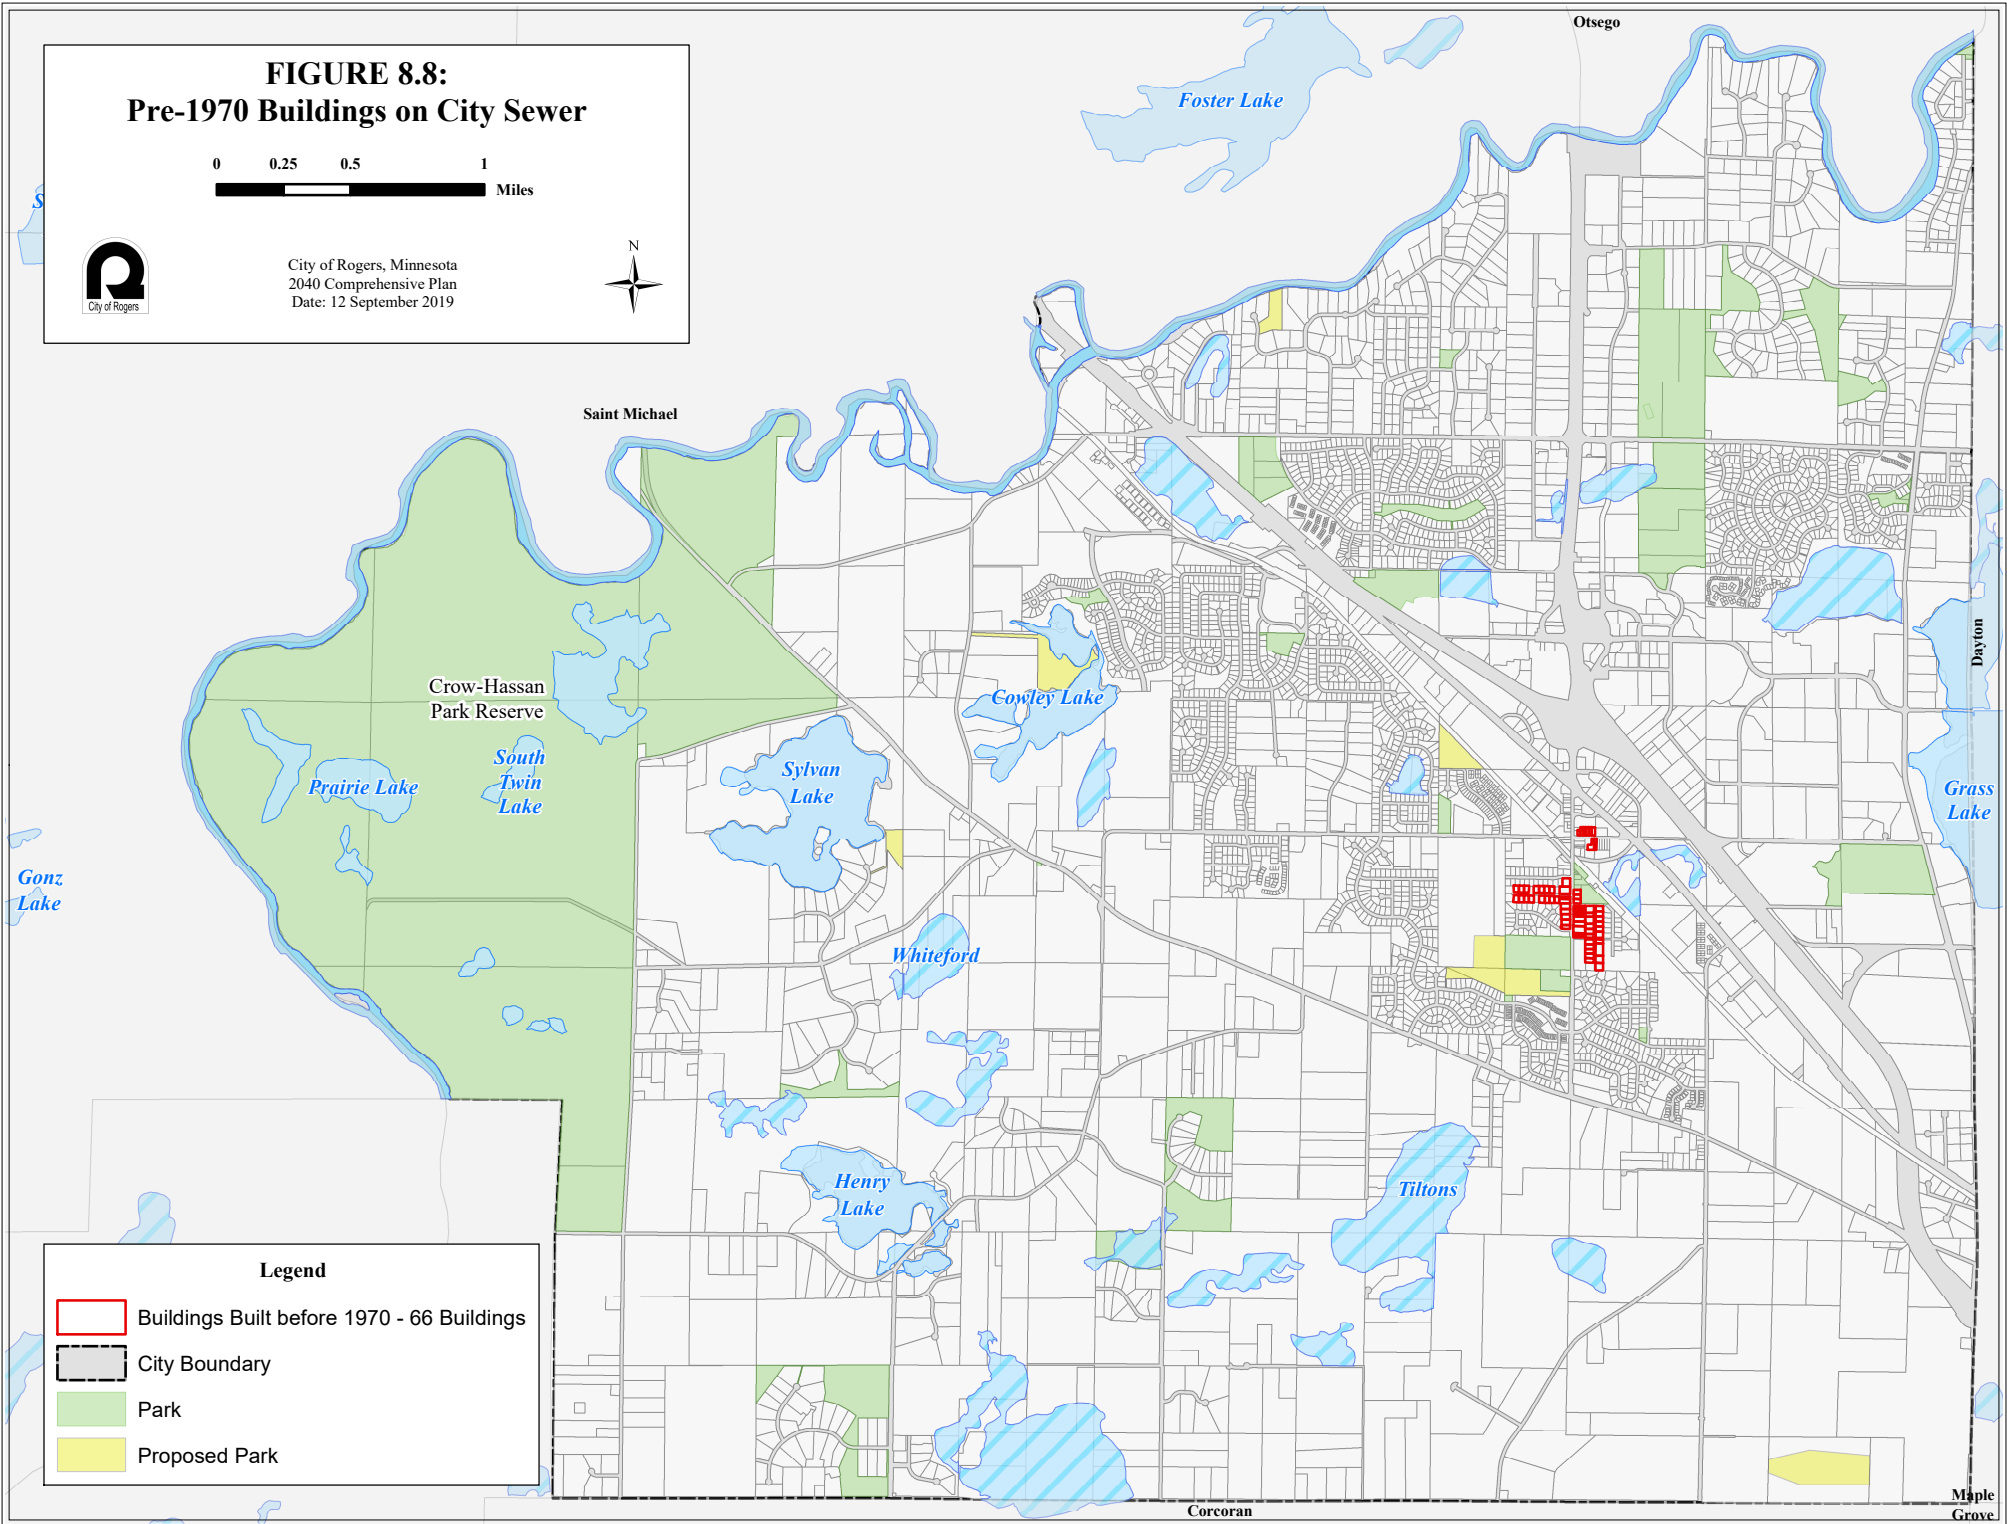 FIGURE 8.8:
Pre-1970 Buildings on City Sewer
0 0.25 0.5 1
Miles
City of Rogers
City of Rogers, Minnesota
2040 Comprehensive Plan
Date: 12 September 2019
N
Otsego
Foster Lake
S
Saint Michael
Dayton
Crow-Hassan
Park Reserve
Cowley Lake
Prairie Lake
South
Twin
Lake
Sylvan
Lake
Grass
Lake
Gonz
Lake
Whiteford
Henry
Lake
Tiltons
Legend
Buildings Built before 1970 - 66 Buildings
City Boundary
Park
Proposed Park
Corcoran
Maple
Grove